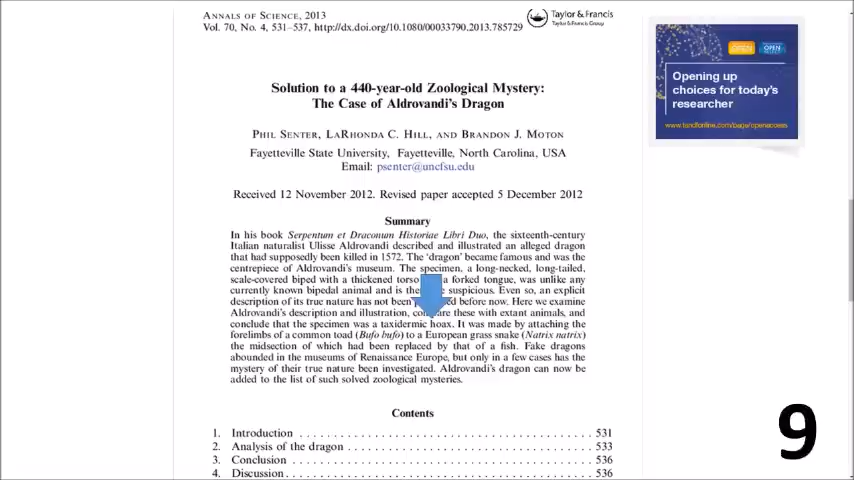 ANNALS OF SCIENCE, 2013
Vol. 70, No. 4, 531–537, http://dx.doi.org/10.1080/00033790.2013.785729
Taylor & Francis
Taylor & Francis Group
OPEN
Opening up
choices for today's
researcher
www.tandfonline.com/page/openaccess
Solution to a 440-year-old Zoological Mystery:
The Case of Aldrovandi's Dragon
PHIL SENTER, LARHONDA C. HILL, AND BRANDON J. MOTON
Fayetteville State University, Fayetteville, North Carolina, USA
Email: psenter@uncfsu.edu
Received 12 November 2012. Revised paper accepted 5 December 2012
Summary
In his book Serpentum et Draconum Historiae Libri Duo, the sixteenth-century
Italian naturalist Ulisse Aldrovandi described and illustrated an alleged dragon
that had supposedly been killed in 1572. The 'dragon' became famous and was the
centrepiece of Aldrovandi's museum. The specimen, a long-necked, long-tailed,
scale-covered biped with a thickened torso a forked tongue, was unlike any
currently known bipedal animal and is suspicious. Even so, an explicit
description of its true nature has not been before now. Here we examine
Aldrovandi's description and illustration, these with extant animals, and
conclude that the specimen was a taxidermic hoax. It was made by attaching the
forelimbs of a common toad (Bufo bufo) to a European grass snake (Natrix natrix)
the midsection of which had been replaced by that of a fish. Fake dragons
abounded in the museums of Renaissance Europe, but only in a few cases has the
mystery of their true nature been investigated. Aldrovandi's dragon can now be
added to the list of such solved zoological mysteries.
Contents
1. Introduction . . . . . . . . . . . . . . . . . . . . . . . . . . . . . . . . . . . . . . . 531
2. Analysis of the dragon . . . . . . . . . . . . . . . . . . . . . . . . . . . . . . . . 533
3. Conclusion . . . . . . . . . . . . . . . . . . . . . . . . . . . . . . . . . . . . . . . . 536
4. Discussion . . . . . . . . . . . . . . . . . . . . . . . . . . . . . . . . . . . . . . . . 536
9